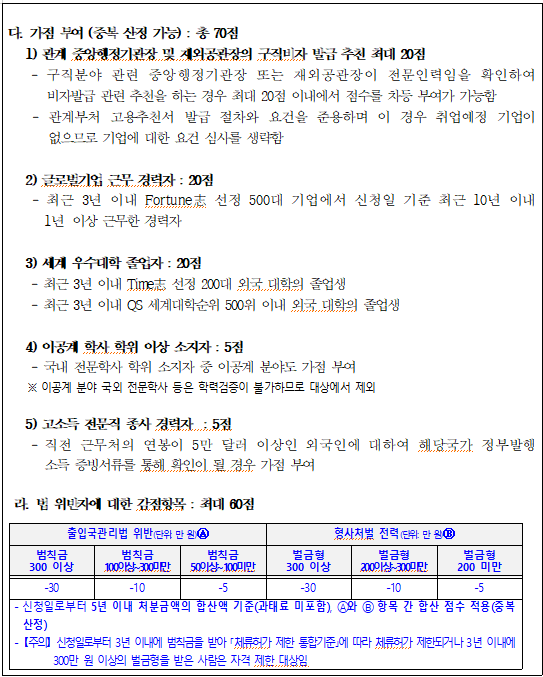 다. 가점 부여 (중복 산정 가능) : 총 70점
1) 관계 중앙행정기관장 및 재외공관장의 구직비자 발급 추천 최대 20점
- 구직분야 관련 중앙행정기관장 또는 재외공관장이 전문인력임을 확인하여
비자발급 관련 추천을 하는 경우 최대 20점 이내에서 점수를 차등 부여가 가능함
- 관계부처 고용추천서 발급 절차와 요건을 준용하며 이 경우 취업예정 기업이
없으므로 기업에 대한 요건 심사를 생략함
2) 글로벌기업 근무 경력자 : 20점
- 최근 3년 이내 Fortune志 선정 500대 기업에서 신청일 기준 최근 10년 이내
1년 이상 근무한 경력자
3) 세계 우수대학 졸업자 : 20점
- 최근 3년 이내 Time志 선정 200대 외국 대학의 졸업생
- 최근 3년 이내 QS 세계대학순위 500위 이내 외국 대학의 졸업생
4) 이공계 학사 학위 이상 소지자 : 5점
- 국내 전문학사 학위 소지자 중 이공계 분야도 가점 부여
※ 이공계 분야 국외 전문학사 등은 학력검증이 불가하므로 대상에서 제외
5) 고소득 전문직 종사 경력자 : 5점
- 직전 근무처의 연봉이 5만 달러 이상인 외국인에 대하여 해당국가 정부발행
소득 증빙서류를 통해 확인이 될 경우 가점 부여
라. 법 위반자에 대한 감점항목 : 최대 60점
출입국관리법 위반(단위: 만 원)Ⓐ 형사처벌 전력(단위: 만 원)Ⓑ
범칙금 범칙금 범칙금 벌금형 벌금형 벌금형
300 이상 100이상~300미만 50이상~100미만 300 이상 200이상~300미만 200 미만
-30 -10 -5 -30 -10 -5
- 신청일로부터 5년 이내 처분금액의 합산액 기준(과태료 미포함), Ⓐ와 Ⓑ 항목 간 합산 점수 적용(중복
산정)
- 【주의】 신청일로부터 3년 이내에 범칙금을 받아 「체류허가 제한 통합기준」에 따라 체류허가 제한되거나 3년 이내에
300만 원 이상의 벌금형을 받은 사람은 자격 제한 대상임